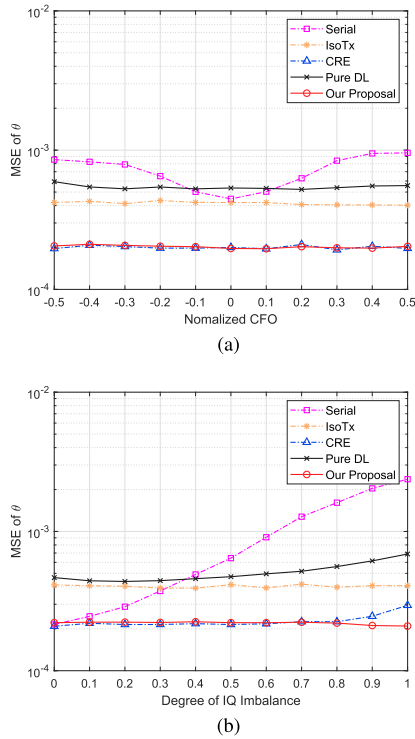 10^-2
Serial
IsoTx
CRE
Pure DL
Our Proposal
MSE of θ
10^-3
10^-4
-0.5 -0.4 -0.3 -0.2 -0.1 0 0.1 0.2 0.3 0.4 0.5
Nomalized CFO
(a)
10^-2
Serial
IsoTx
CRE
Pure DL
Our Proposal
MSE of θ
10^-3
10^-4
0 0.1 0.2 0.3 0.4 0.5 0.6 0.7 0.8 0.9 1
Degree of IQ Imbalance
(b)